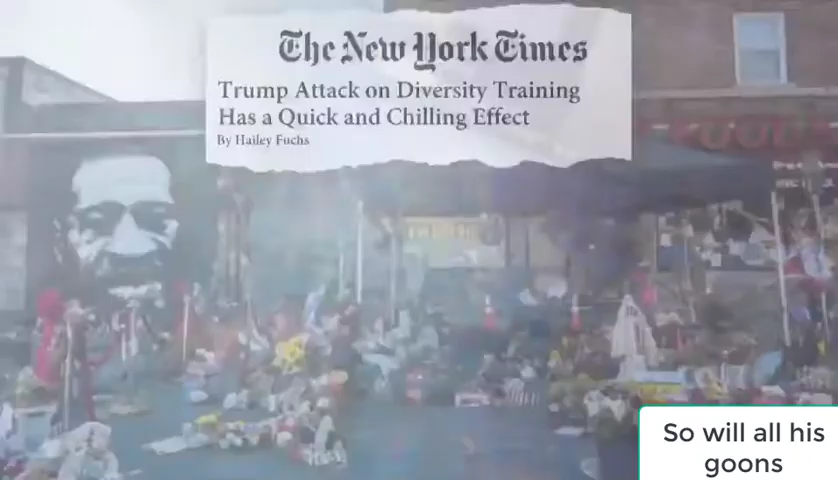 The New York Times
Trump Attack on Diversity Training
Has a Quick and Chilling Effect
By Hailey Fuchs
FOODS
So will all his
goons